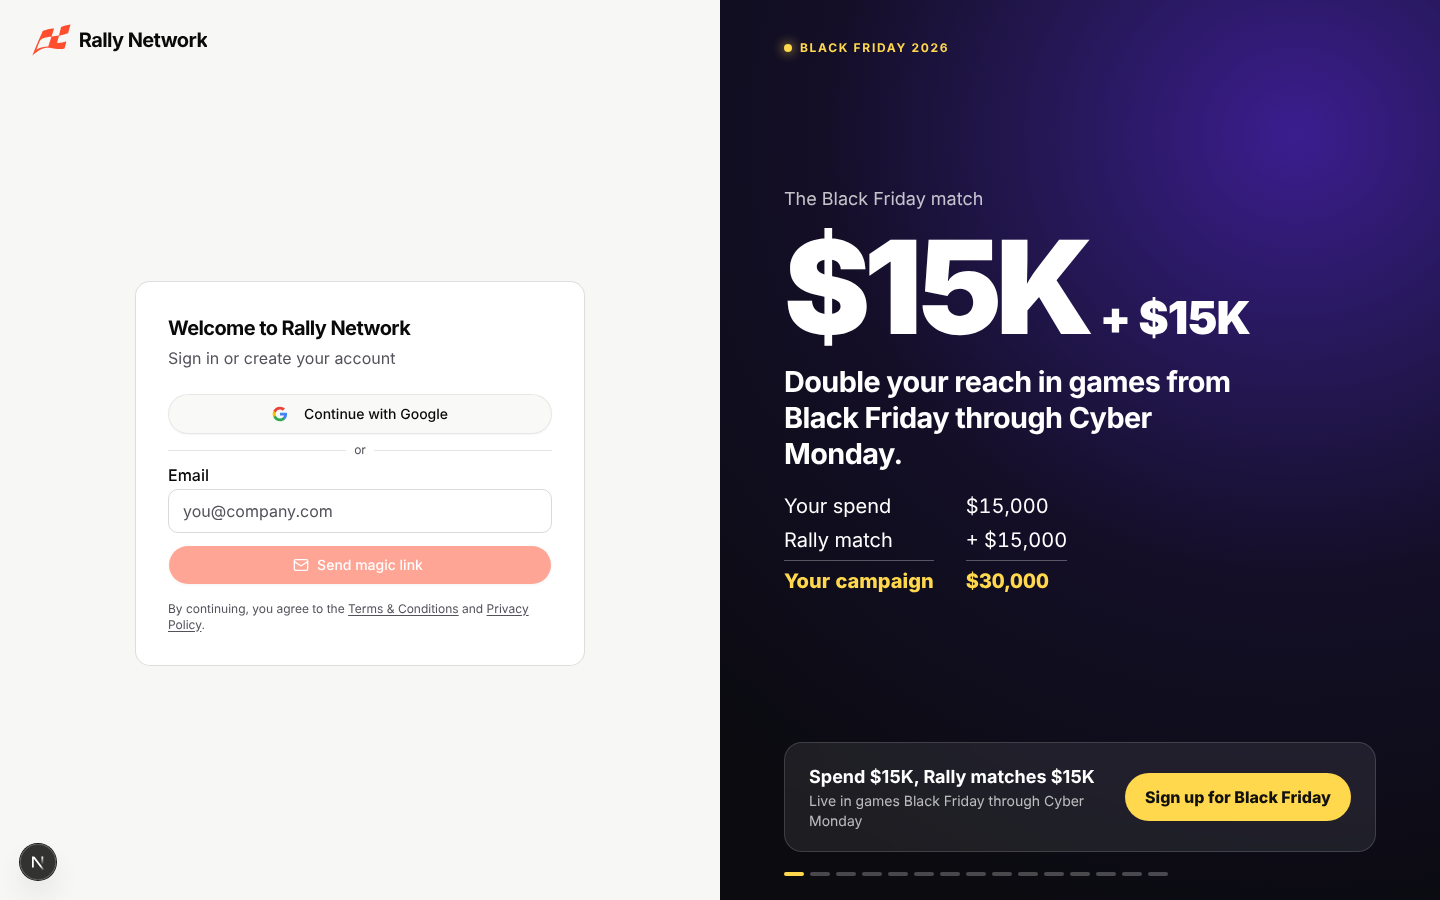 Rally Network
Welcome to Rally Network
Sign in or create your account
Continue with Google
or
Email
you@company.com
Send magic link
By continuing, you agree to the Terms & Conditions and Privacy
Policy.
N
BLACK FRIDAY 2026
The Black Friday match
$15K + $15K
Double your reach in games from
Black Friday through Cyber
Monday.
Your spend $15,000
Rally match + $15,000
Your campaign $30,000
Spend $15K, Rally matches $15K
Live in games Black Friday through Cyber
Monday
Sign up for Black Friday